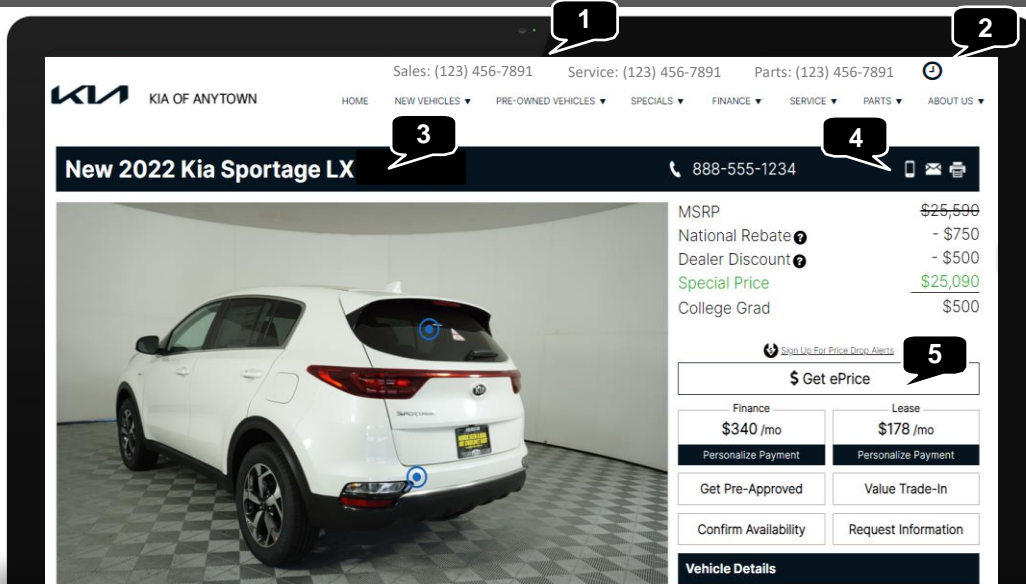 1
2
Sales: (123) 456-7891 Service: (123) 456-7891 Parts: (123) 456-7891
KIA KIA OF ANYTOWN HOME NEW VEHICLES ▼ PRE-OWNED VEHICLES ▼ SPECIALS ▼ FINANCE ▼ SERVICE ▼ PARTS ▼ ABOUT US ▼
3
4
New 2022 Kia Sportage LX 888-555-1234
MSRP $25,590
National Rebate ? - $750
Dealer Discount ? - $500
Special Price $25,090
College Grad $500
Sign Up For Price Drop Alerts
5
$ Get ePrice
Finance Lease
$340 /mo $178 /mo
Personalize Payment Personalize Payment
Get Pre-Approved Value Trade-In
Confirm Availability Request Information
Vehicle Details